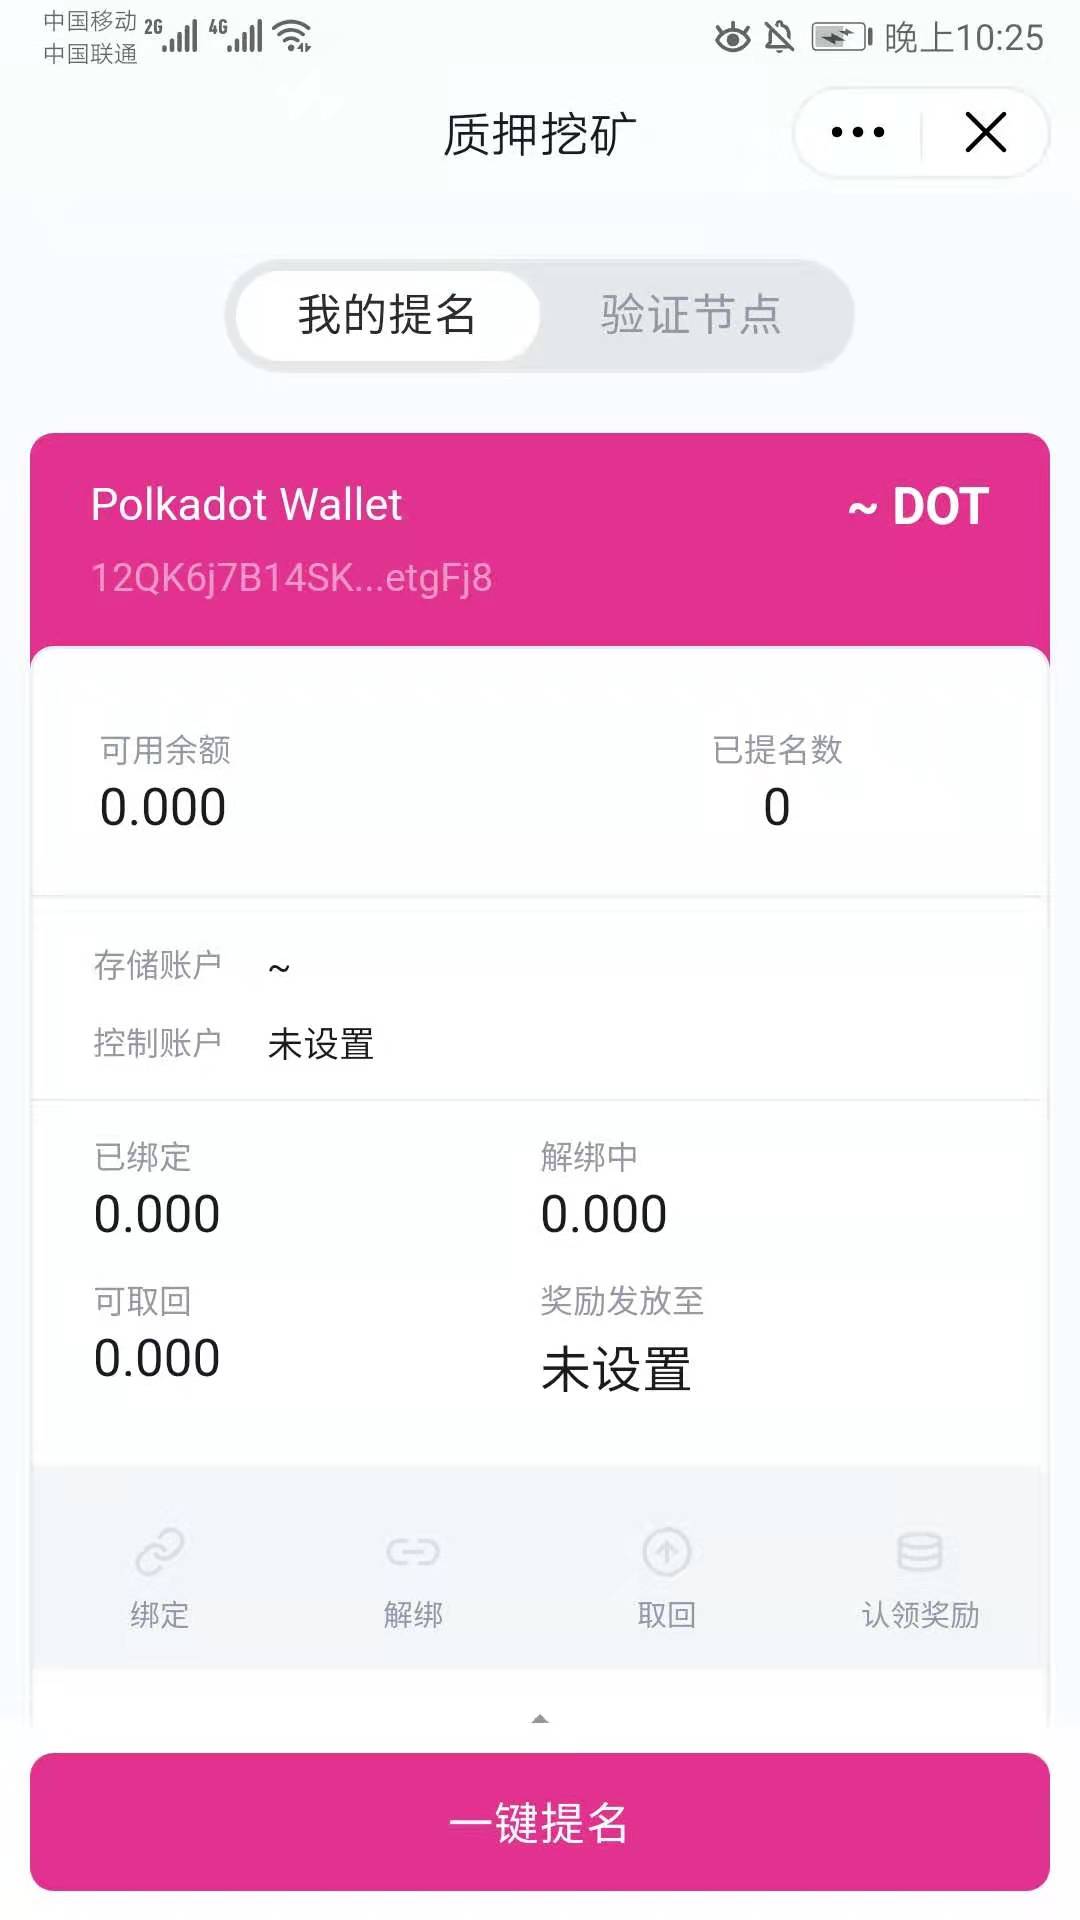 中国移动 2G 4G 晚上10:25
中国联通
质押挖矿
我的提名 验证节点
Polkadot Wallet ~ DOT
12QK6j7B14SK...etgFj8
可用余额 已提名数
0.000 0
存储账户 ~
控制账户 未设置
已绑定 解绑中
0.000 0.000
可取回 奖励发放至
0.000 未设置
绑定 解绑 取回 认领奖励
一键提名